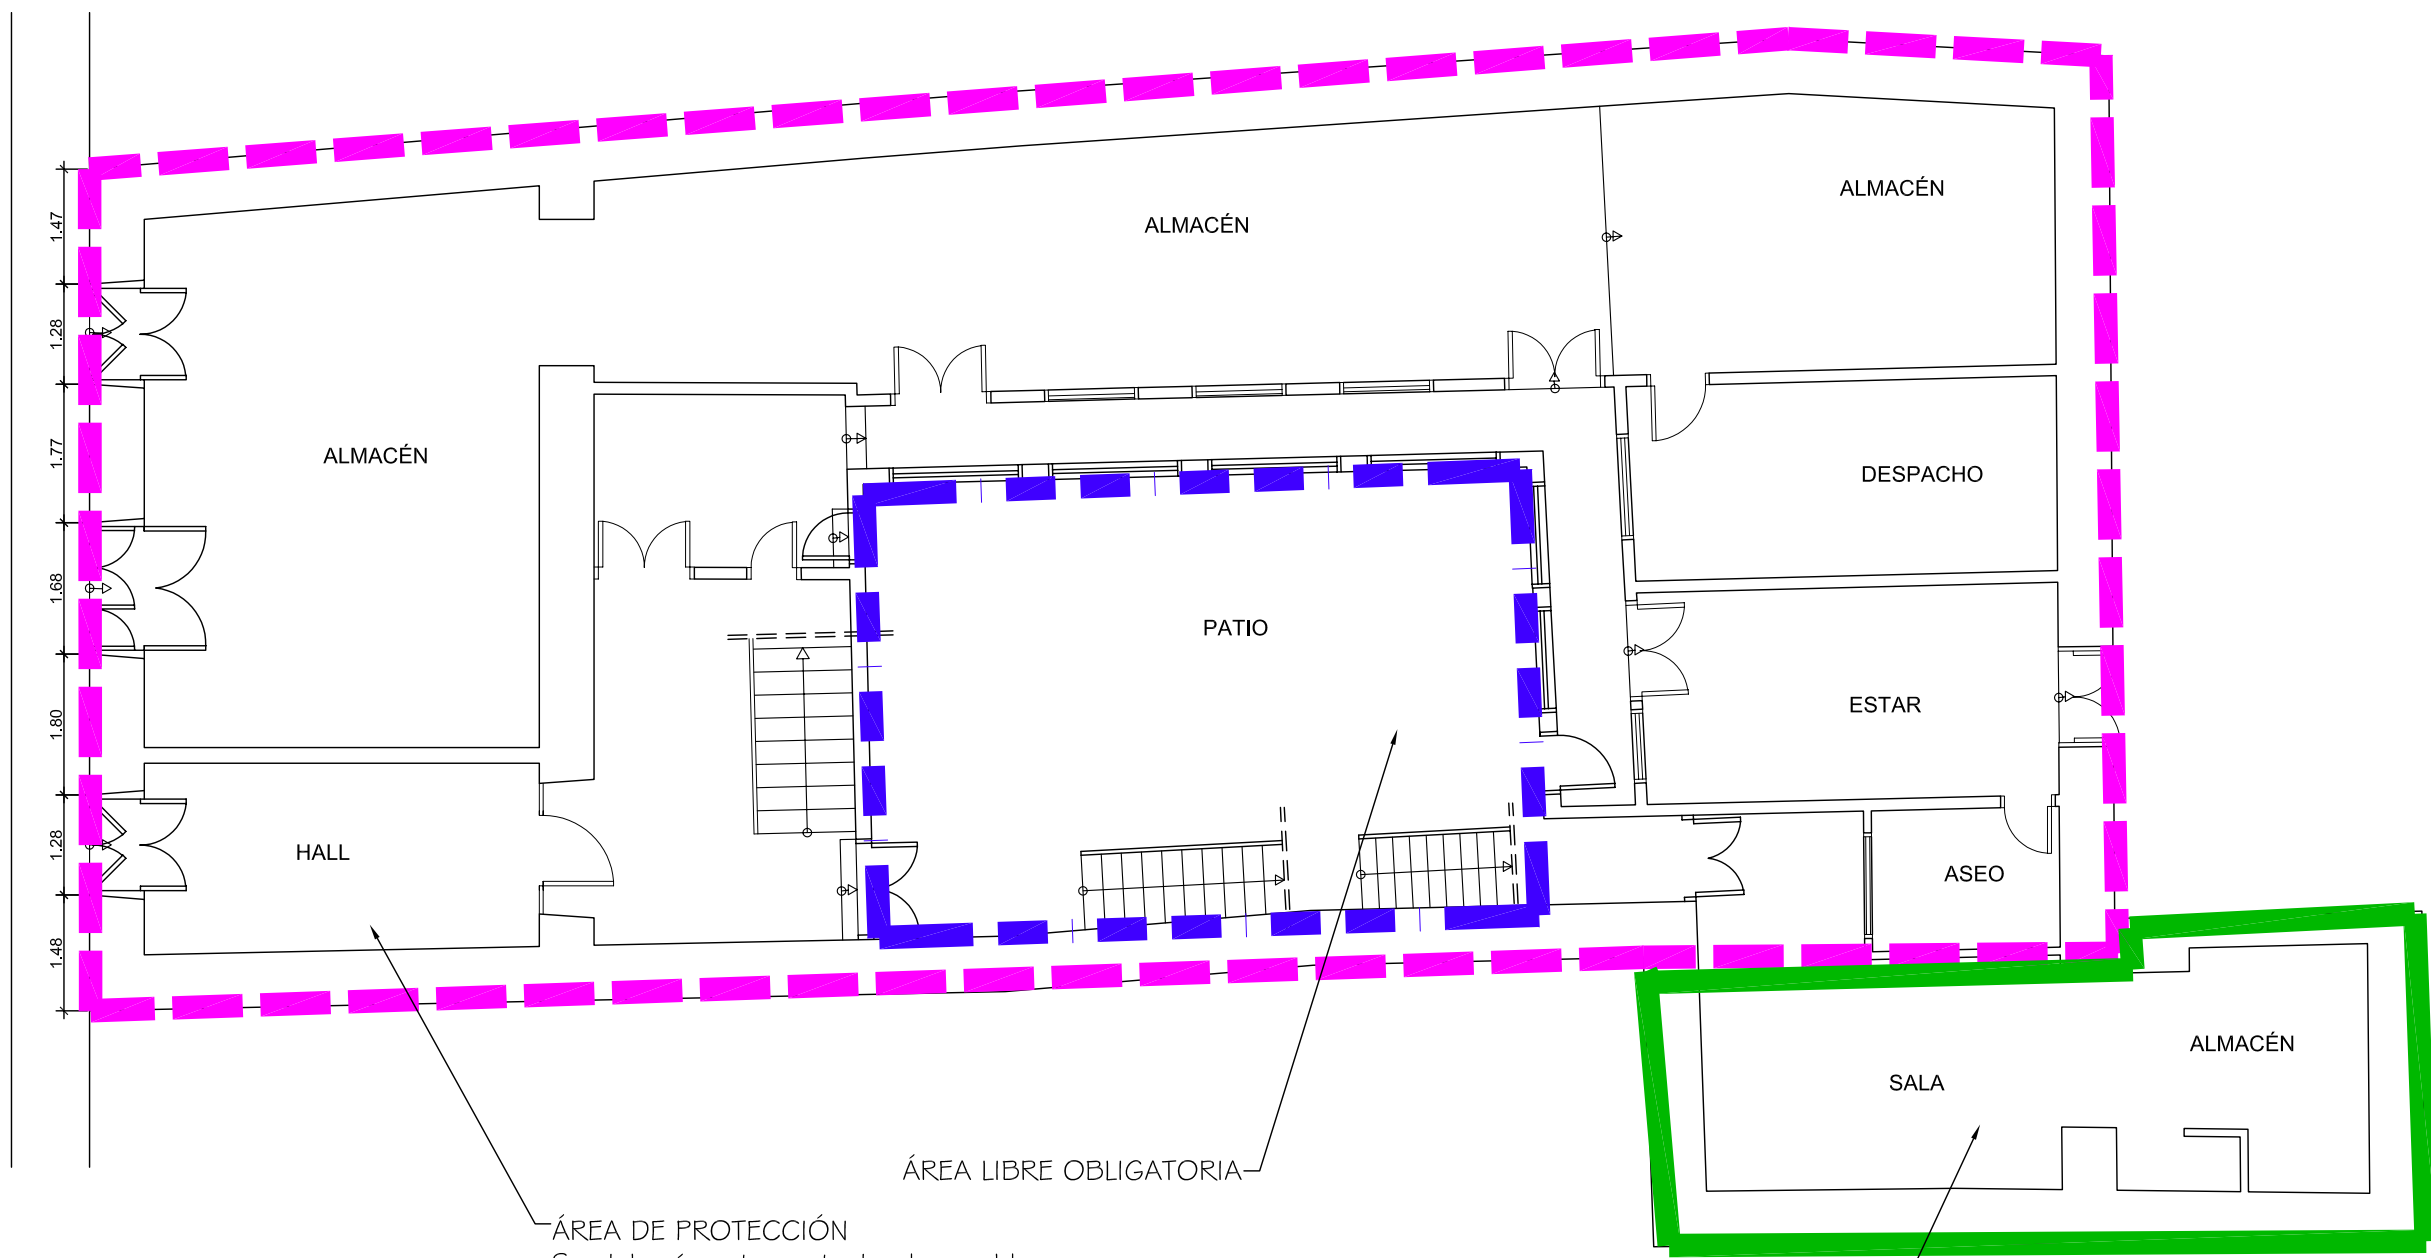 ALMACÉN
ALMACÉN
1.47
1.28
ALMACÉN
1.77
DESPACHO
1.68
PATIO
ESTAR
1.80
1.28
HALL
ASEO
1.48
ALMACÉN
SALA
ÁREA LIBRE OBLIGATORIA
ÁREA DE PROTECCIÓN